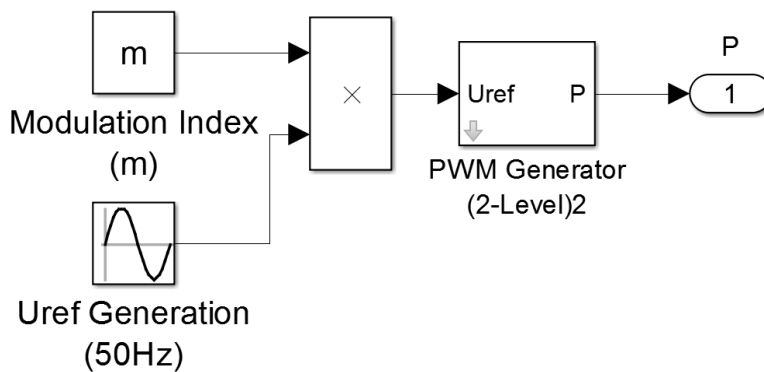 m
Modulation Index
(m)
Uref Generation
(50Hz)
×
Uref P
PWM Generator
(2-Level)2
P
1